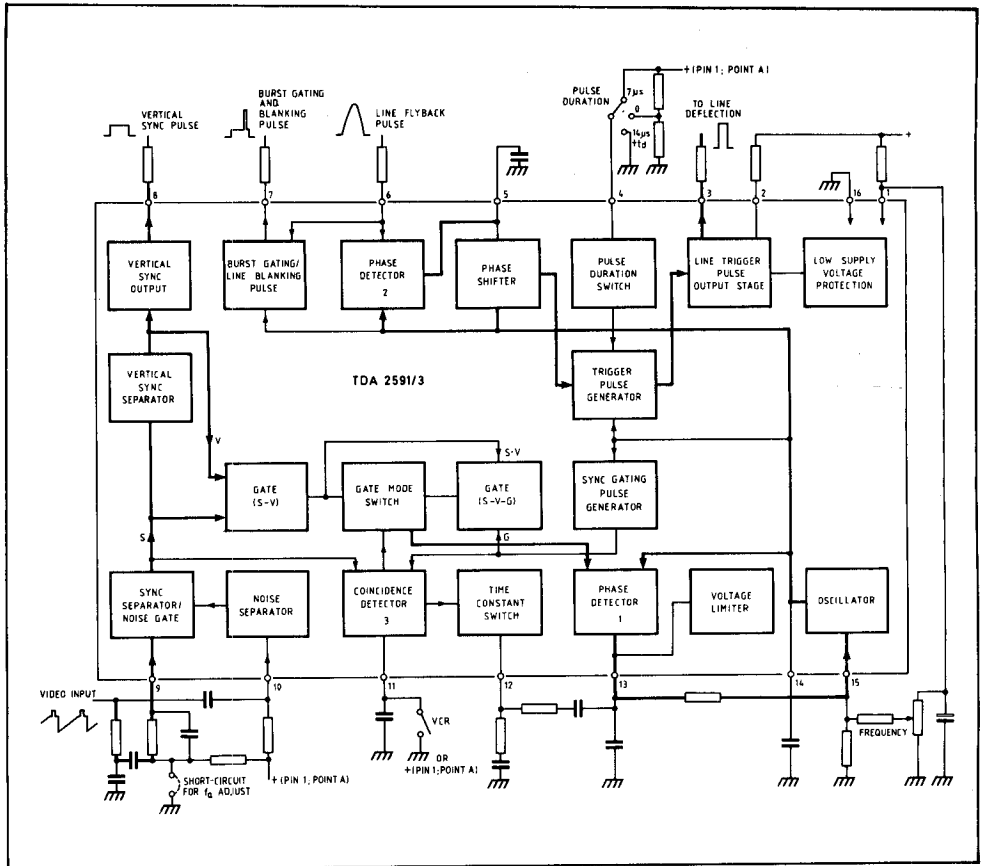 VERTICAL
SYNC PULSE
BURST GATING
AND
BLANKING
PULSE
LINE FLYBACK
PULSE
PULSE
DURATION
7μs
0
14μs
+td
+(PIN 1; POINT A)
TO LINE
DEFLECTION
+
8
7
6
5
4
3
2
16
1
VERTICAL
SYNC
OUTPUT
BURST GATING/
LINE BLANKING
PULSE
PHASE
DETECTOR
2
PHASE
SHIFTER
PULSE
DURATION
SWITCH
LINE TRIGGER
PULSE
OUTPUT STAGE
LOW SUPPLY
VOLTAGE
PROTECTION
VERTICAL
SYNC
SEPARATOR
TDA 2591/3
TRIGGER
PULSE
GENERATOR
V
S-V
GATE
(S-V)
GATE MODE
SWITCH
GATE
(S-V-G)
SYNC GATING
PULSE
GENERATOR
S
G
SYNC
SEPARATOR/
NOISE GATE
NOISE
SEPARATOR
COINCIDENCE
DETECTOR
3
TIME
CONSTANT
SWITCH
PHASE
DETECTOR
1
VOLTAGE
LIMITER
OSCILLATOR
9
10
11
12
13
14
15
VIDEO INPUT
VCR
OR
+(PIN 1; POINT A)
FREQUENCY
+(PIN 1; POINT A)
SHORT-CIRCUIT
FOR fo ADJUST